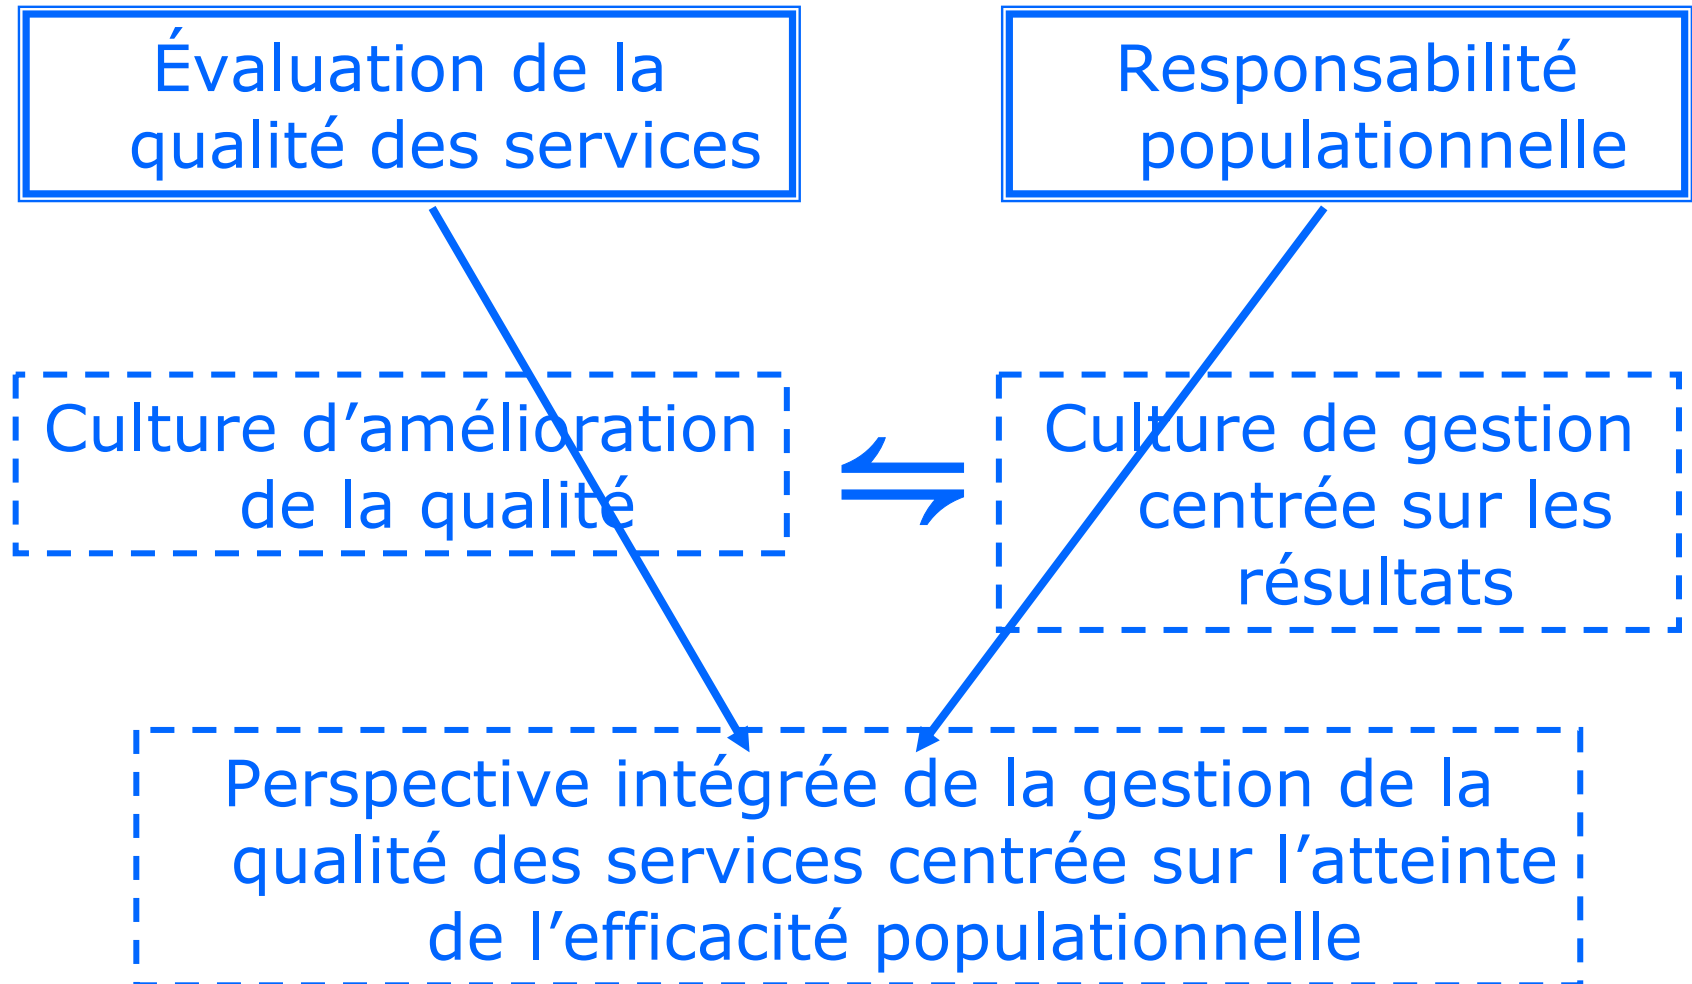 Évaluation de la
qualité des services
Responsabilité
populationnelle
Culture d’amélioration
de la qualité
Culture de gestion
centrée sur les
résultats
Perspective intégrée de la gestion de la
qualité des services centrée sur l’atteinte
de l’efficacité populationnelle